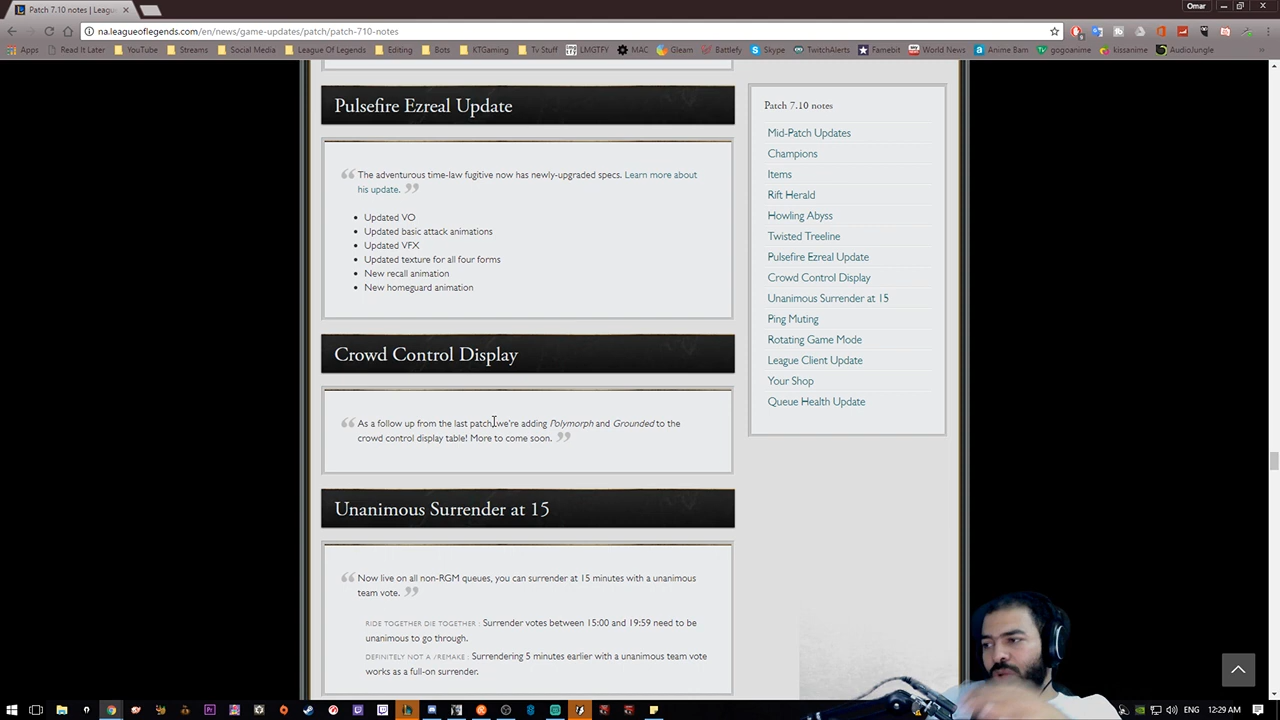 Patch 7.10 notes | Leagu
Omar
na.leagueoflegends.com/en/news/game-updates/patch/patch-710-notes
Apps Read It Later YouTube Streams Social Media League Of Legends Editing Bots KTGaming Tv Stuff LMGTFY MAC Gleam Battlefy Skype TwitchAlerts Famebit World News Anime Bam gogoanime kissanime AudioJungle
Pulsefire Ezreal Update
The adventurous time-law fugitive now has newly-upgraded specs. Learn more about
his update.
• Updated VO
• Updated basic attack animations
• Updated VFX
• Updated texture for all four forms
• New recall animation
• New homeguard animation
Crowd Control Display
As a follow up from the last patch, we're adding Polymorph and Grounded to the
crowd control display table! More to come soon.
Unanimous Surrender at 15
Now live on all non-RGM queues, you can surrender at 15 minutes with a unanimous
team vote.
RIDE TOGETHER DIE TOGETHER : Surrender votes between 15:00 and 19:59 need to be
unanimous to go through.
DEFINITELY NOT A /REMAKE : Surrendering 5 minutes earlier with a unanimous team vote
works as a full-on surrender.
Patch 7.10 notes
Mid-Patch Updates
Champions
Items
Rift Herald
Howling Abyss
Twisted Treeline
Pulsefire Ezreal Update
Crowd Control Display
Unanimous Surrender at 15
Ping Muting
Rotating Game Mode
League Client Update
Your Shop
Queue Health Update
ENG 12:29 AM